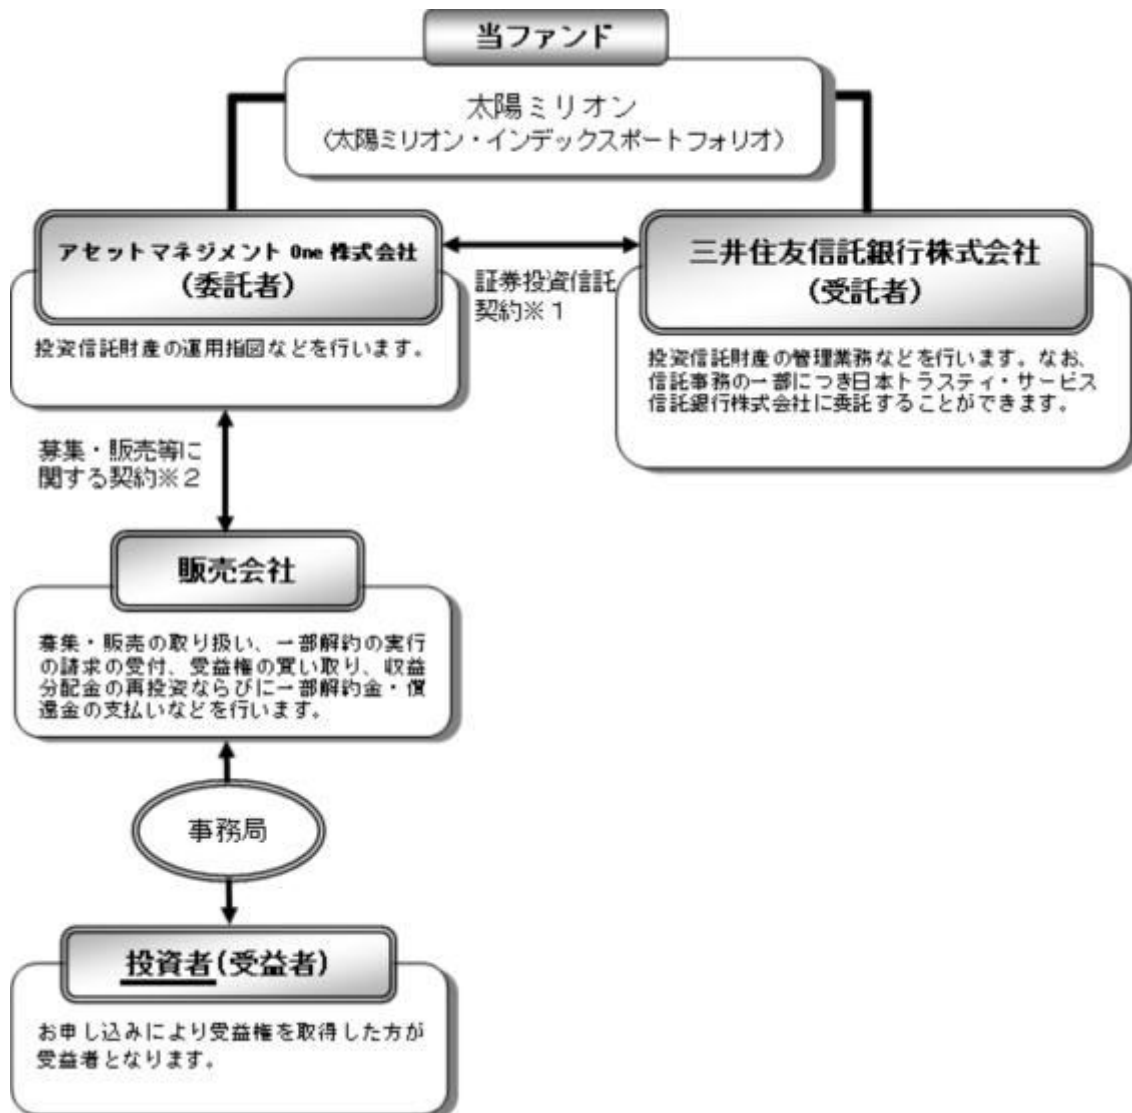 当ファンド
太陽ミリオン
（太陽ミリオン・インデックスポートフォリオ）
アセットマネジメント One 株式会社
（委託者）
投資信託財産の運用指図などを行います。
証券投資信託
契約※１
三井住友信託銀行株式会社
（受託者）
投資信託財産の管理業務などを行います。なお、
信託事務の一部につき日本トラスティ・サービス
信託銀行株式会社に委託することができます。
募集・販売等に
関する契約※２
販売会社
募集・販売の取り扱い、一部解約の実行
の請求の受付、受益権の買い取り、収益
分配金の再投資ならびに一部解約金・償
還金の支払いなどを行います。
事務局
投資者(受益者)
お申し込みにより受益権を取得した方が
受益者となります。